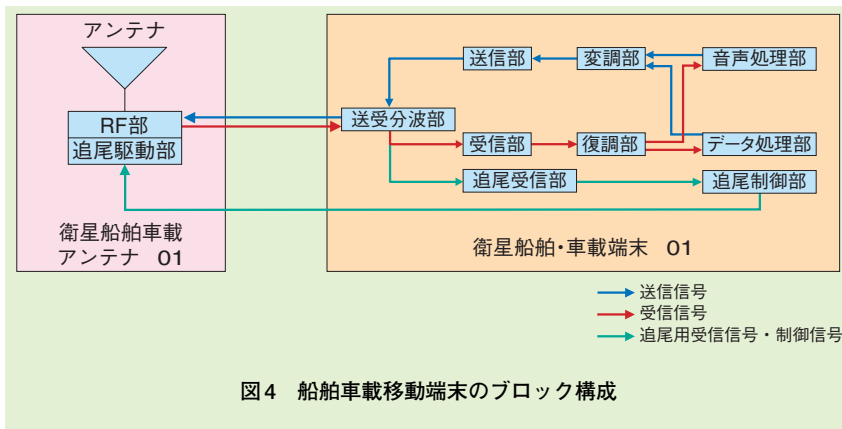 アンテナ
RF部
追尾駆動部
衛星船舶車載
アンテナ 01
送受分波部
送信部
変調部
音声処理部
受信部
復調部
データ処理部
追尾受信部
追尾制御部
衛星船舶・車載端末 01
送信信号
受信信号
追尾用受信信号・制御信号
図4 船舶車載移動端末のブロック構成